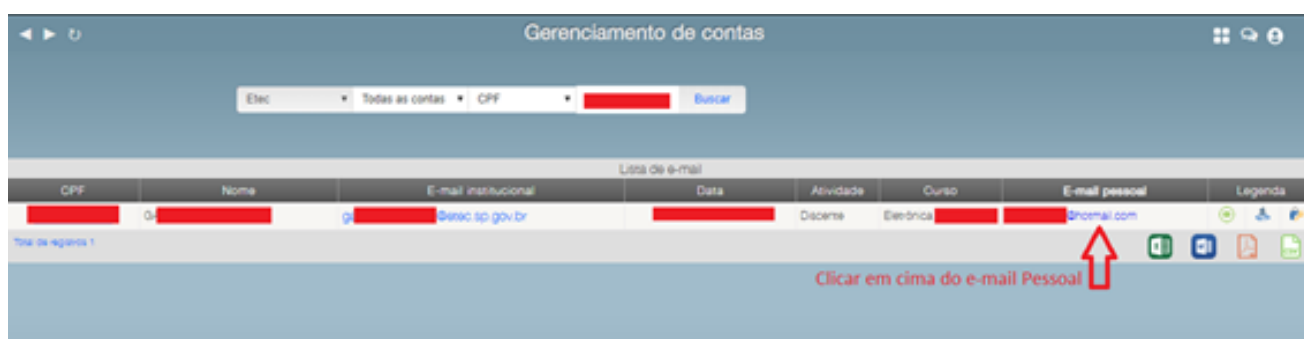 Gerenciamento de contas
Etec Todas as contas CPF Buscar
Lista de e-mail
CPF Nome E-mail institucional Data Atividade Curso E-mail pessoal Legenda
G ga @etec.sp.gov.br Discente Eletrônica @hotmail.com
Total de registros 1
Clicar em cima do e-mail Pessoal